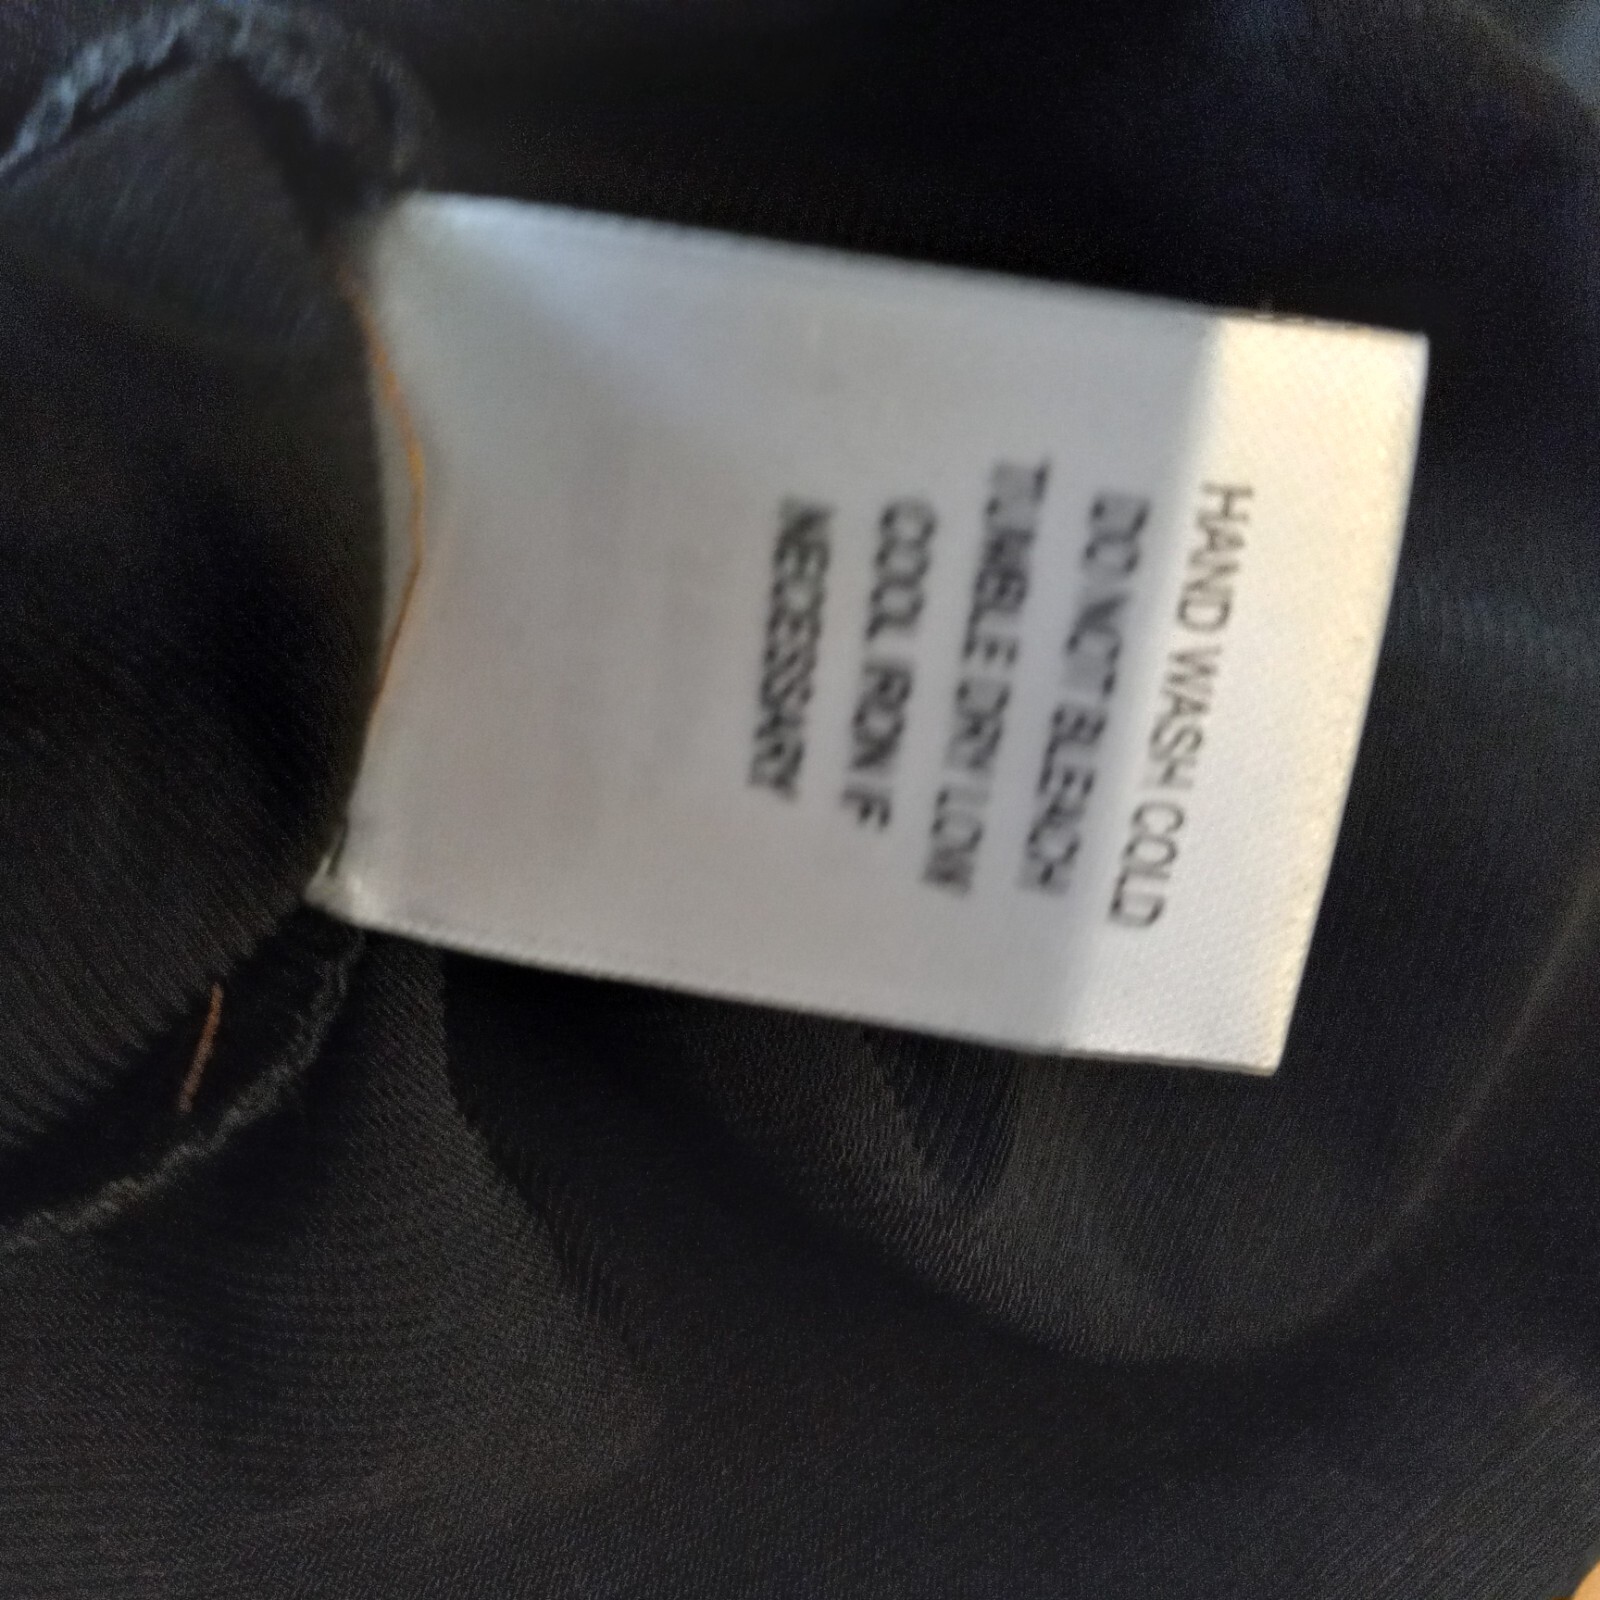 HAND WASH COLD
DO NOT BLEACH
TUMBLE DRY LOW
COOL IRON IF
NECESSARY